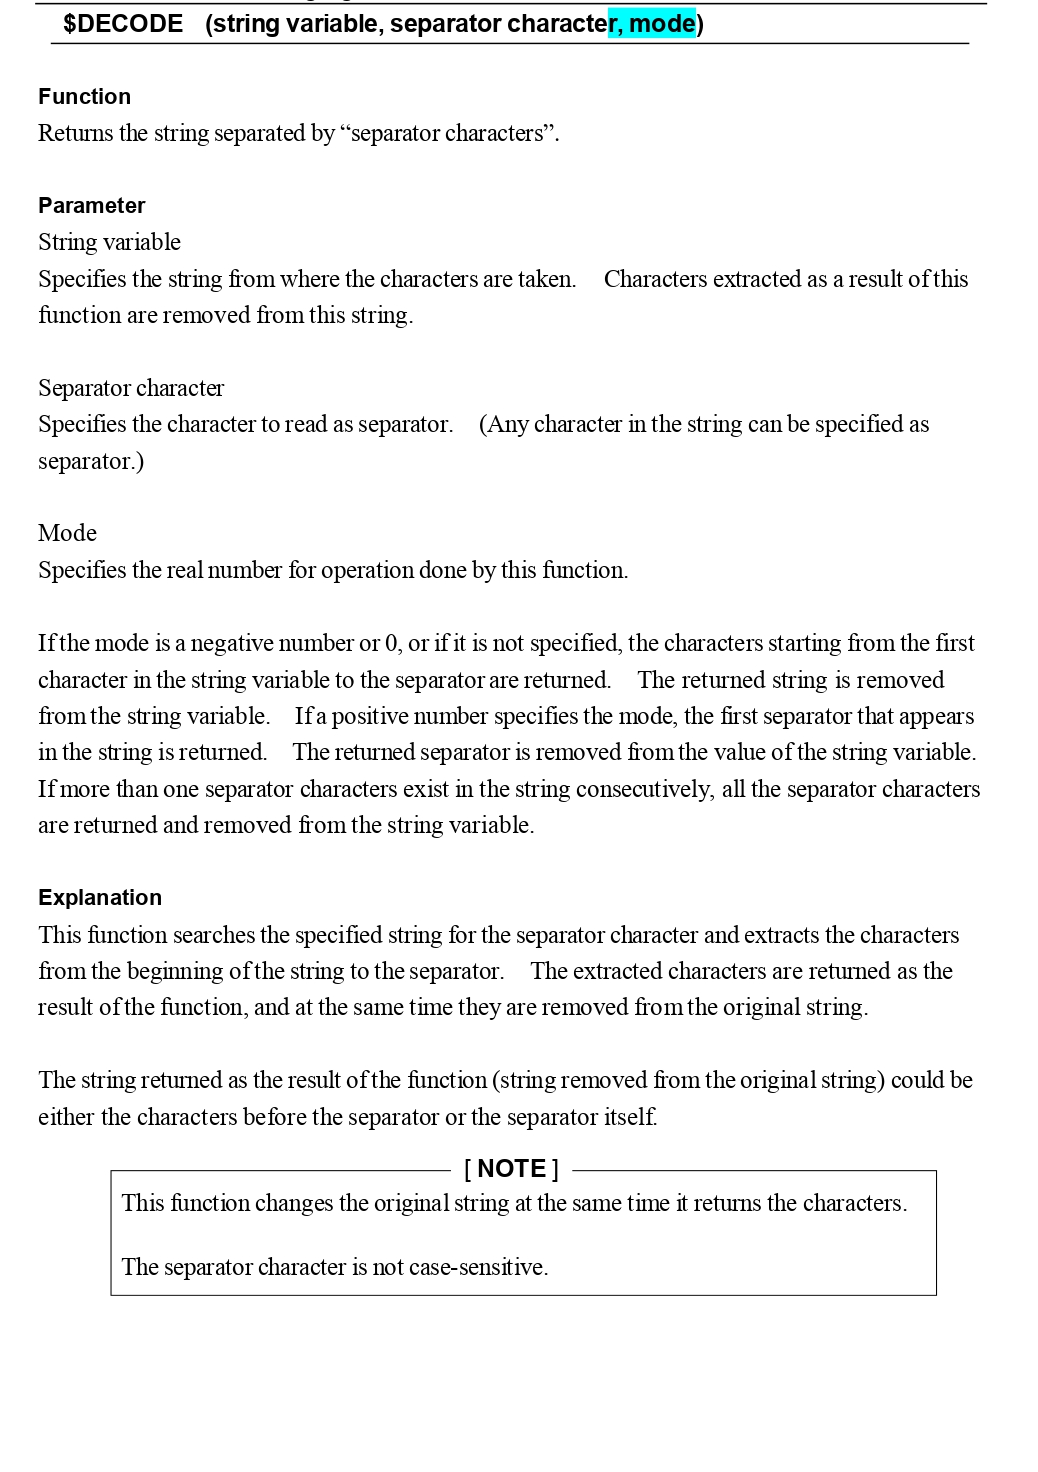 $DECODE (string variable, separator character, mode)
Function
Returns the string separated by “separator characters”.
Parameter
String variable
Specifies the string from where the characters are taken. Characters extracted as a result of this
function are removed from this string.
Separator character
Specifies the character to read as separator. (Any character in the string can be specified as
separator.)
Mode
Specifies the real number for operation done by this function.
If the mode is a negative number or 0, or if it is not specified, the characters starting from the first
character in the string variable to the separator are returned. The returned string is removed
from the string variable. If a positive number specifies the mode, the first separator that appears
in the string is returned. The returned separator is removed from the value of the string variable.
If more than one separator characters exist in the string consecutively, all the separator characters
are returned and removed from the string variable.
Explanation
This function searches the specified string for the separator character and extracts the characters
from the beginning of the string to the separator. The extracted characters are returned as the
result of the function, and at the same time they are removed from the original string.
The string returned as the result of the function (string removed from the original string) could be
either the characters before the separator or the separator itself.
[ NOTE ]
This function changes the original string at the same time it returns the characters.
The separator character is not case-sensitive.